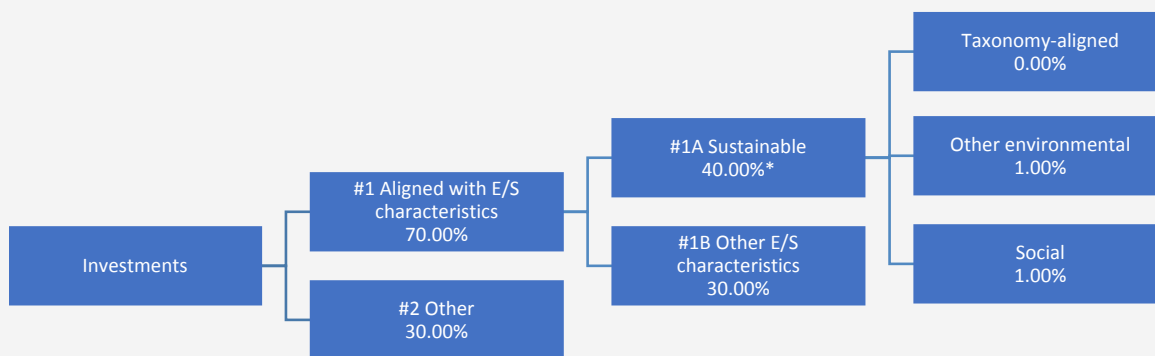 Investments
#1 Aligned with E/S
characteristics
70.00%
#2 Other
30.00%
#1A Sustainable
40.00%*
#1B Other E/S
characteristics
30.00%
Taxonomy-aligned
0.00%
Other environmental
1.00%
Social
1.00%